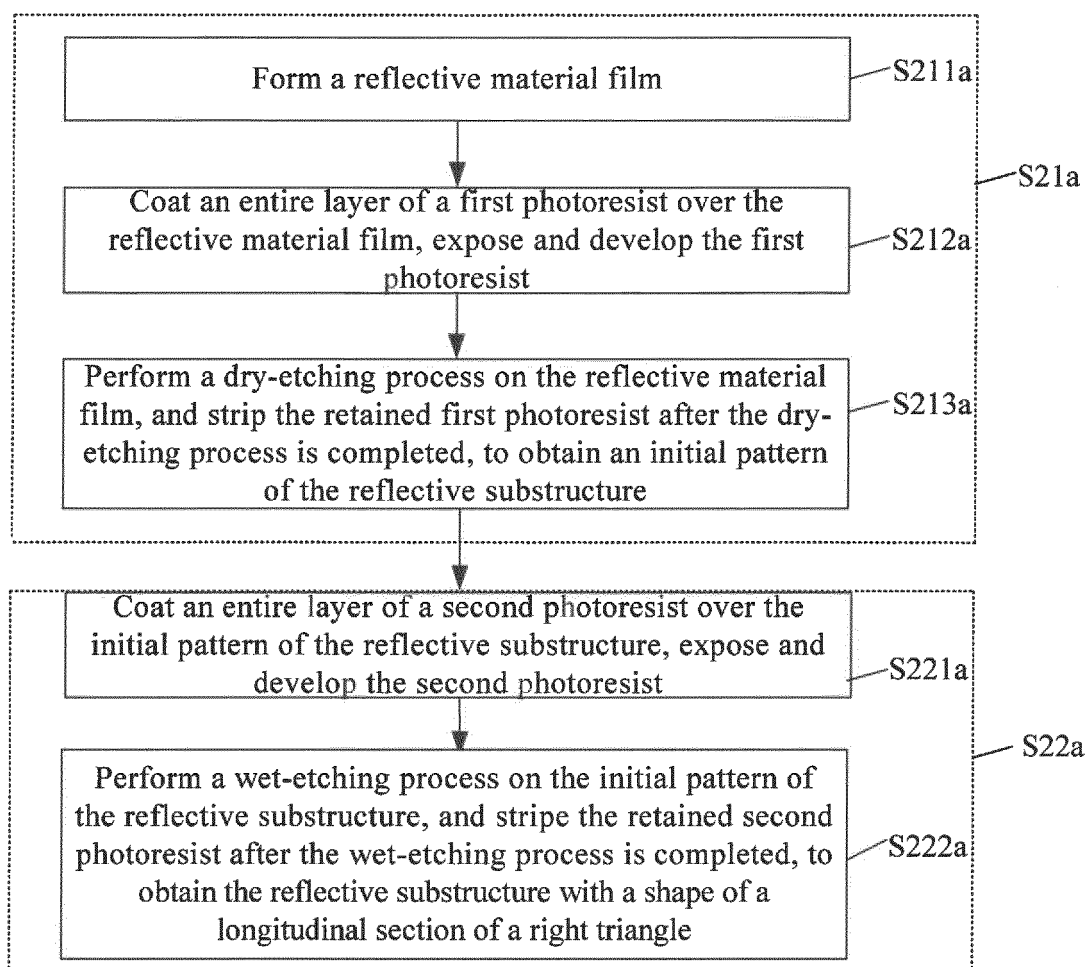 Form a reflective material film
S211a
S21a
Coat an entire layer of a first photoresist over the
reflective material film, expose and develop the first
photoresist
S212a
Perform a dry-etching process on the reflective material
film, and strip the retained first photoresist after the dry-
etching process is completed, to obtain an initial pattern
of the reflective substructure
S213a
Coat an entire layer of a second photoresist over the
initial pattern of the reflective substructure, expose and
develop the second photoresist
S221a
S22a
Perform a wet-etching process on the initial pattern of
the reflective substructure, and stripe the retained second
photoresist after the wet-etching process is completed, to
obtain the reflective substructure with a shape of a
longitudinal section of a right triangle
S222a